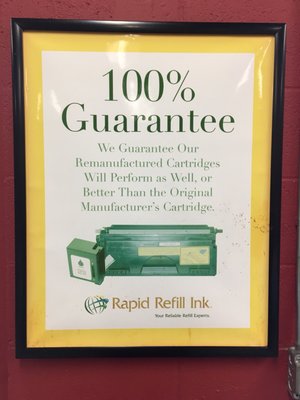 100%
Guarantee
We Guarantee Our
Remanufactured Cartridges
Will Perform as Well, or
Better Than the Original
Manufacturer's Cartridge.
Rapid Refill Ink
Your Reliable Refill Experts.